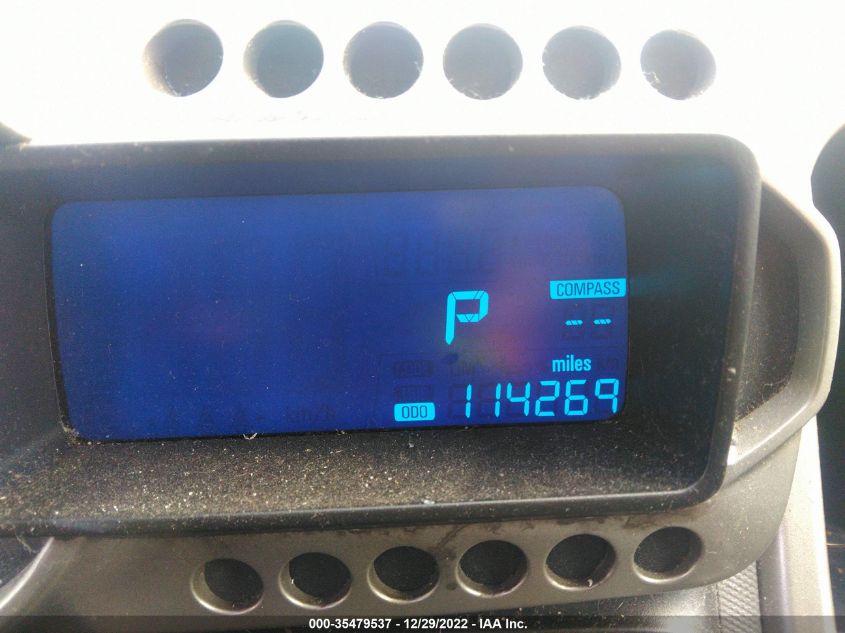 P
COMPASS
--
miles
ODO 114269
000-35479537 - 12/29/2022 - IAA Inc.